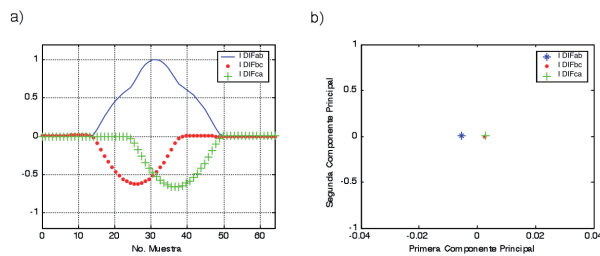 a)
I DIFab
I DIFbc
I DIFca
1
0.5
0
-0.5
-1
0 10 20 30 40 50 60
No. Muestra
b)
I DIFab
I DIFbc
I DIFca
Segunda Componente Principal
1
0.5
0
-0.5
-1
-0.04 -0.02 0 0.02 0.04
Primera Componente Principal